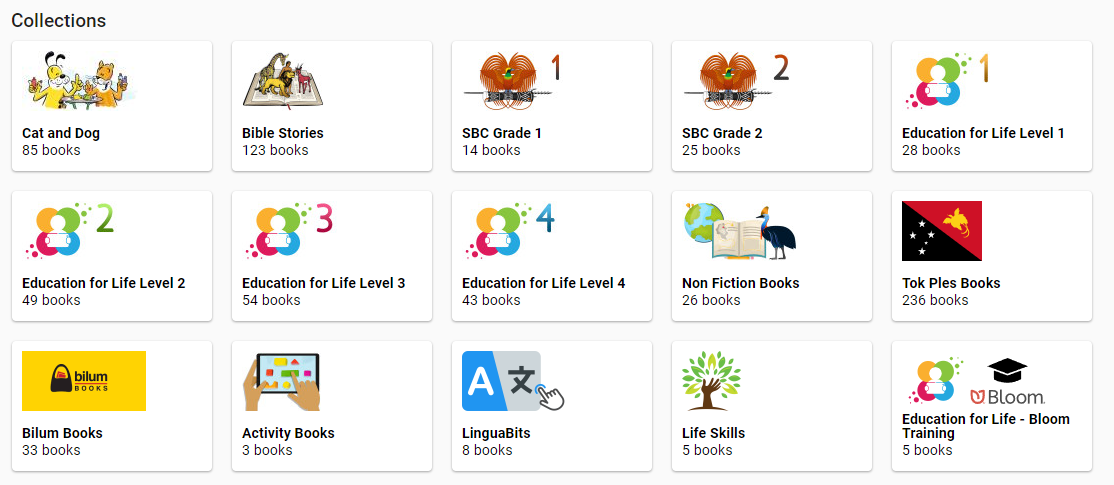 Collections
1
2
1
Cat and Dog
85 books
Bible Stories
123 books
SBC Grade 1
14 books
SBC Grade 2
25 books
Education for Life Level 1
28 books
2
3
4
Education for Life Level 2
49 books
Education for Life Level 3
54 books
Education for Life Level 4
43 books
Non Fiction Books
26 books
Tok Ples Books
236 books
bilum
BOOKS
Bilum Books
33 books
Activity Books
3 books
A 文
LinguaBits
8 books
Life Skills
5 books
Bloom
Education for Life - Bloom
Training
5 books